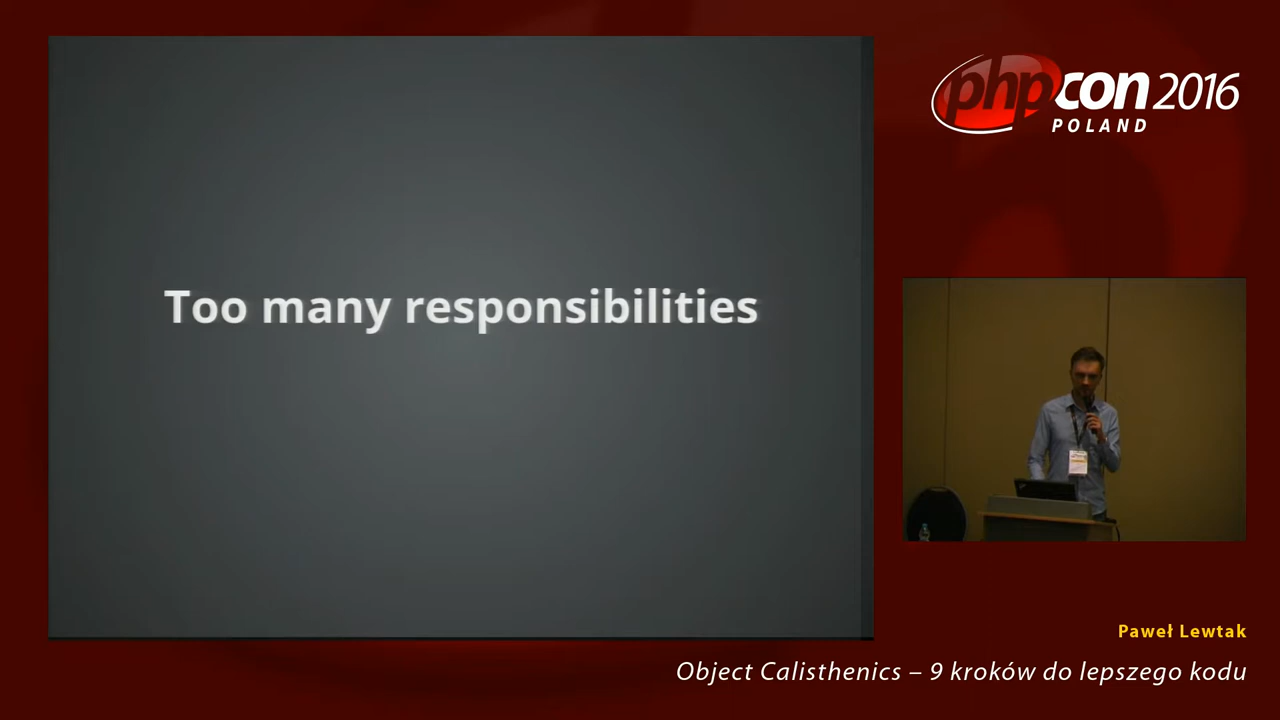 Too many responsibilities
phpcon 2016
POLAND
Paweł Lewtak
Object Calisthenics – 9 kroków do lepszego kodu